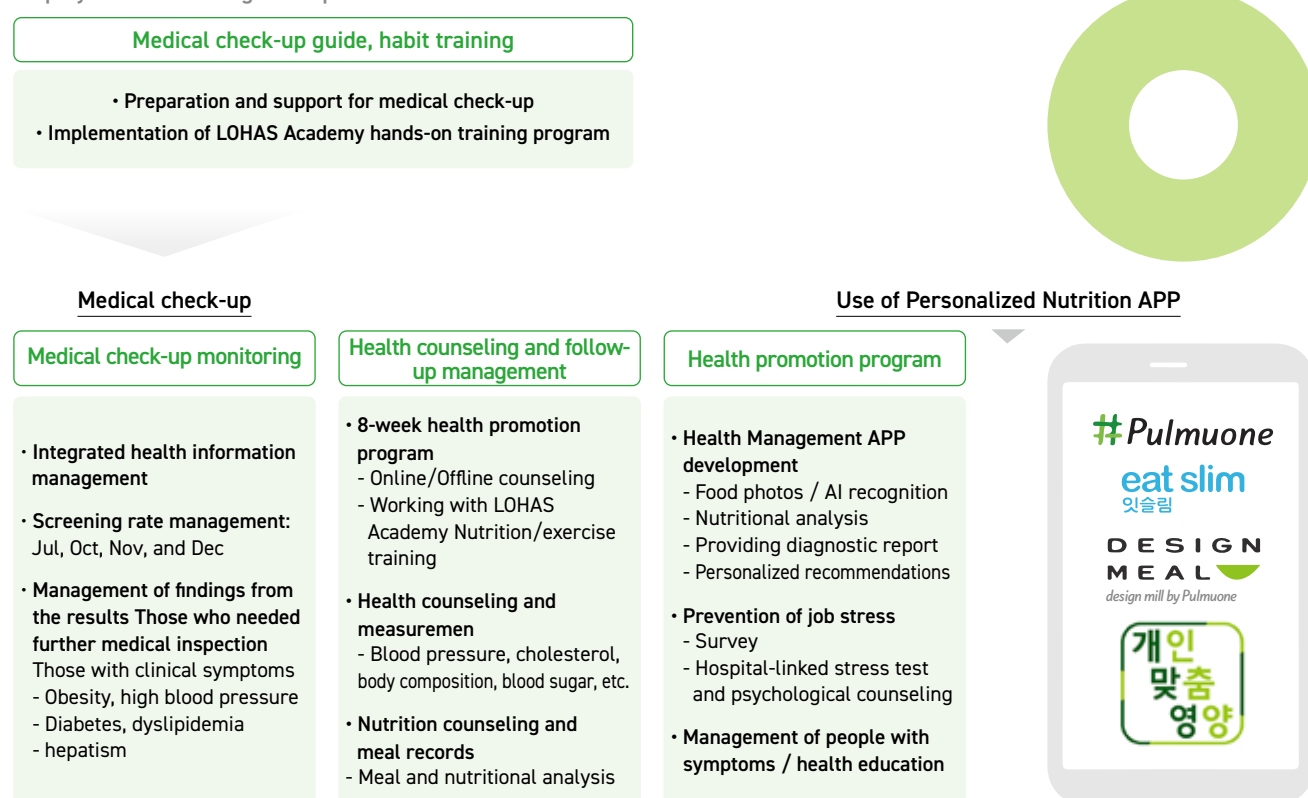 Medical check-up guide, habit training
· Preparation and support for medical check-up
· Implementation of LOHAS Academy hands-on training program
Medical check-up
Use of Personalized Nutrition APP
Medical check-up monitoring
· Integrated health information
management
· Screening rate management:
Jul, Oct, Nov, and Dec
· Management of findings from
the results Those who needed
further medical inspection
Those with clinical symptoms
- Obesity, high blood pressure
- Diabetes, dyslipidemia
- hepatism
Health counseling and follow-
up management
· 8-week health promotion
program
- Online/Offline counseling
- Working with LOHAS
Academy Nutrition/exercise
training
· Health counseling and
measuremen
- Blood pressure, cholesterol,
body composition, blood sugar, etc.
· Nutrition counseling and
meal records
- Meal and nutritional analysis
Health promotion program
· Health Management APP
development
- Food photos / AI recognition
- Nutritional analysis
- Providing diagnostic report
- Personalized recommendations
· Prevention of job stress
- Survey
- Hospital-linked stress test
and psychological counseling
· Management of people with
symptoms / health education
#Pulmuone
eat slim
잇슬림
DESIGN
MEAL
design mill by Pulmuone
개인
맞춤
영양